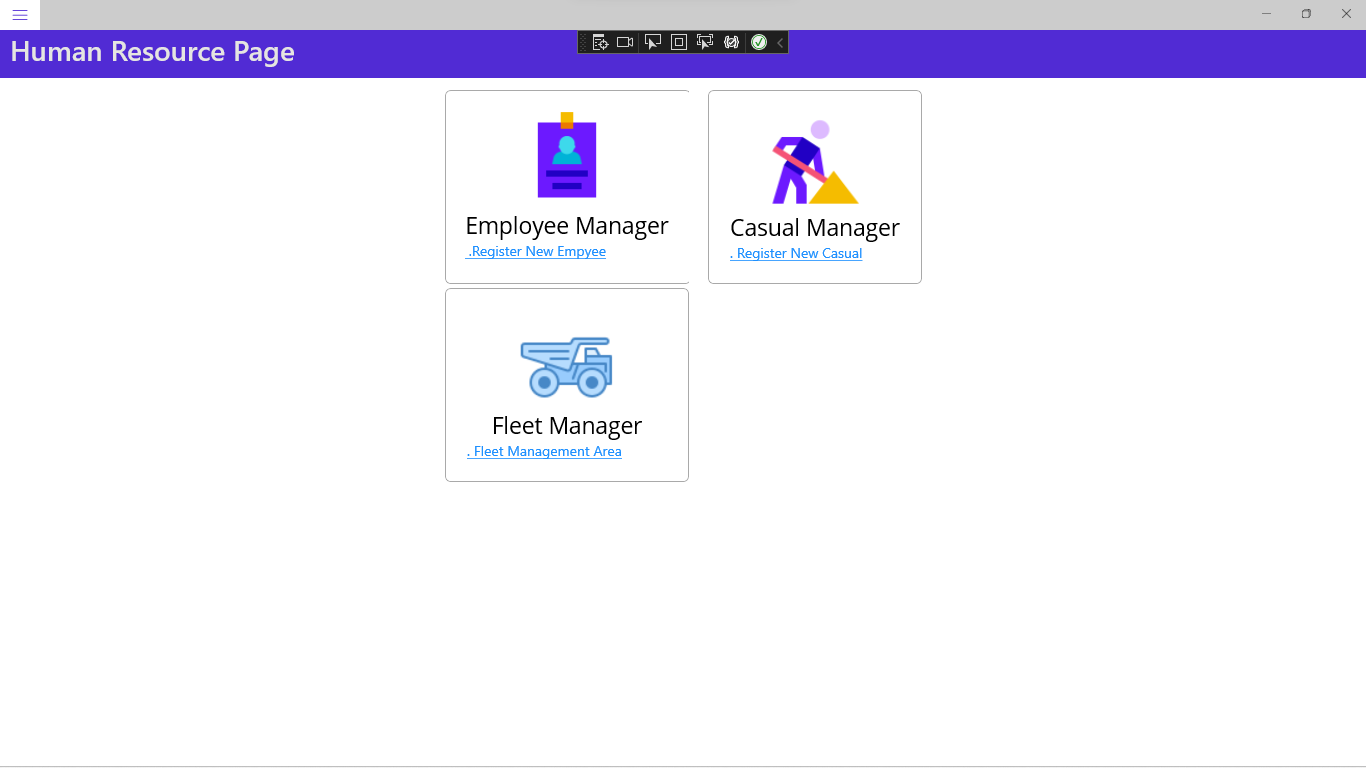 Human Resource Page
Employee Manager
.Register New Empyee
Casual Manager
. Register New Casual
Fleet Manager
. Fleet Management Area